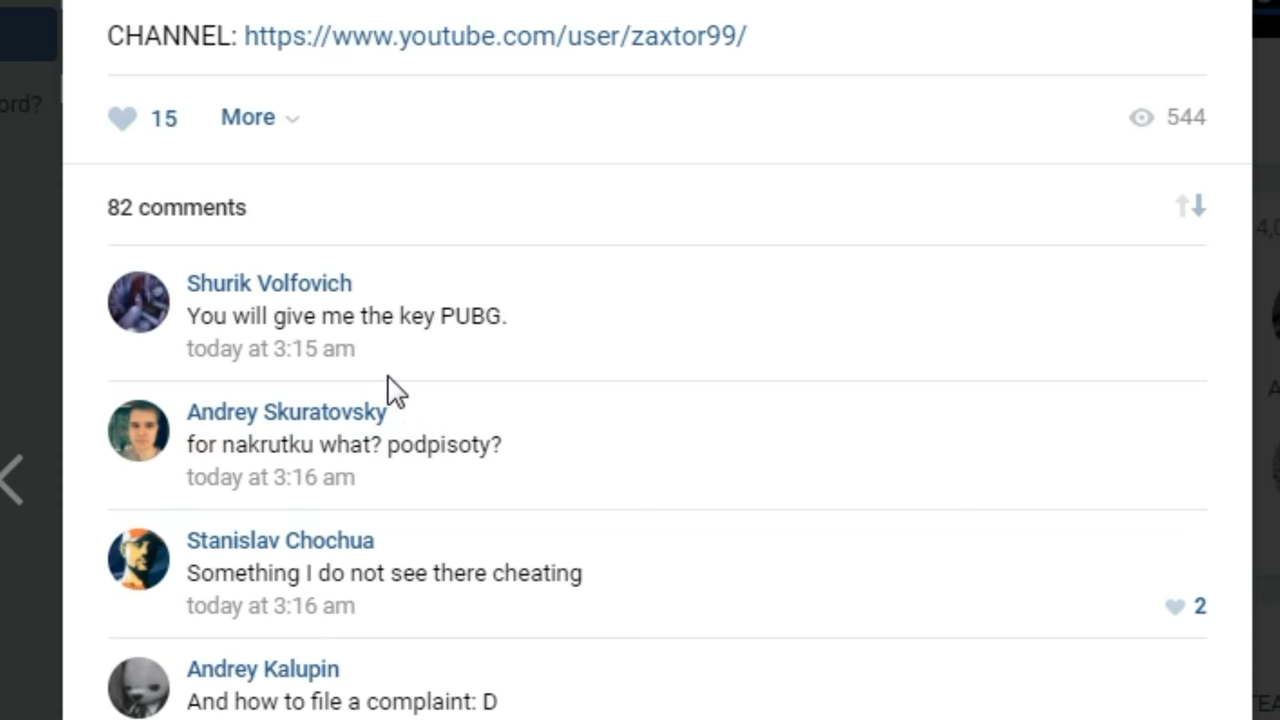 CHANNEL: https://www.youtube.com/user/zaxtor99/
ord?
15 More 544
82 comments
4,0
Shurik Volfovich
You will give me the key PUBG.
today at 3:15 am
Andrey Skuratovsky
for nakrutku what? podpisoty?
today at 3:16 am
Stanislav Chochua
Something I do not see there cheating
today at 3:16 am
2
Andrey Kalupin
And how to file a complaint: D